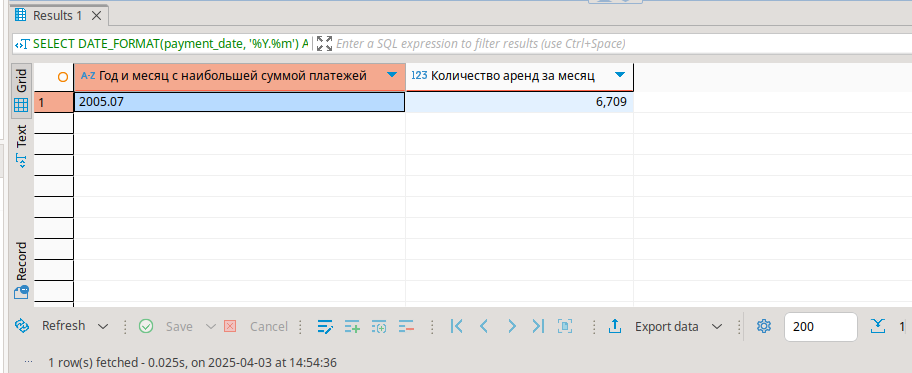 Results 1
SELECT DATE_FORMAT(payment_date, '%Y.%m') A
Enter a SQL expression to filter results (use Ctrl+Space)
Grid
Text
Record
A-Z Год и месяц с наибольшей суммой платежей
123 Количество аренд за месяц
1 2005.07 6,709
Refresh Save Cancel Export data 200 1
1 row(s) fetched - 0.025s, on 2025-04-03 at 14:54:36